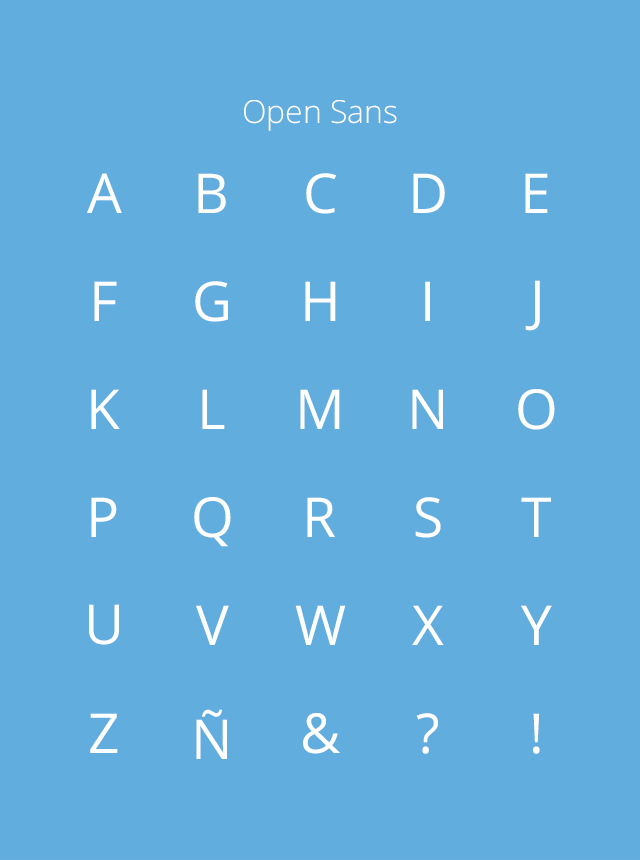 Open Sans
A B C D E
F G H I J
K L M N O
P Q R S T
U V W X Y
Z Ñ & ? !